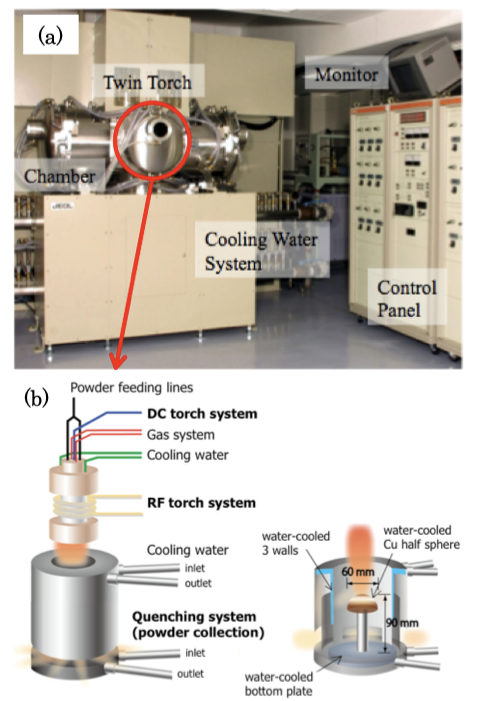 (a)
Twin Torch
Monitor
Chamber
JEOL
Cooling Water
System
Control
Panel
(b)
Powder feeding lines
DC torch system
Gas system
Cooling water
RF torch system
Cooling water
inlet
outlet
Quenching system
(powder collection)
inlet
outlet
water-cooled
3 walls
water-cooled
Cu half sphere
60 mm
90 mm
water-cooled
bottom plate